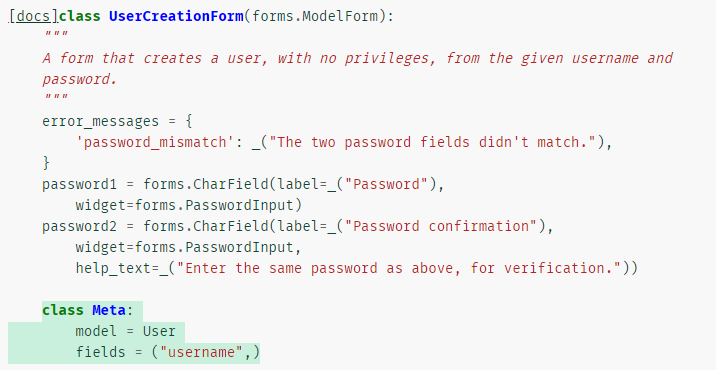 [docs]class UserCreationForm(forms.ModelForm):
    """
    A form that creates a user, with no privileges, from the given username and
    password.
    """
    error_messages = {
        'password_mismatch': _("The two password fields didn't match."),
    }
    password1 = forms.CharField(label=_("Password"),
        widget=forms.PasswordInput)
    password2 = forms.CharField(label=_("Password confirmation"),
        widget=forms.PasswordInput,
        help_text=_("Enter the same password as above, for verification."))

    class Meta:
        model = User
        fields = ("username",)